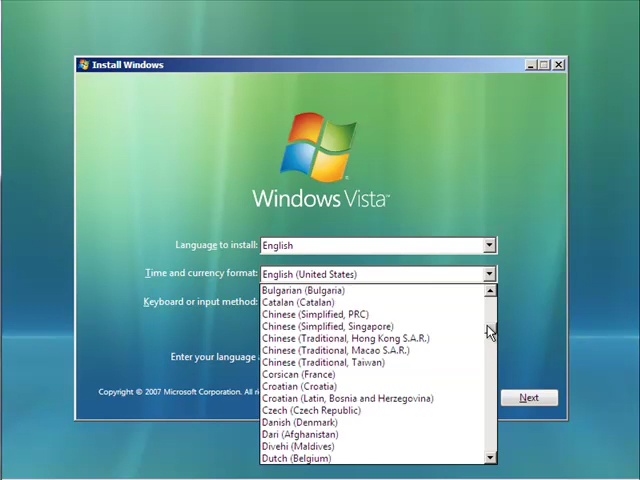 Install Windows
Windows Vista™
Language to install: English
Time and currency format: English (United States)
Bulgarian (Bulgaria)
Catalan (Catalan)
Keyboard or input method:
Chinese (Simplified, PRC)
Chinese (Simplified, Singapore)
Chinese (Traditional, Hong Kong S.A.R.)
Chinese (Traditional, Macao S.A.R.)
Enter your language
Chinese (Traditional, Taiwan)
Corsican (France)
Croatian (Croatia)
Copyright © 2007 Microsoft Corporation.
Croatian (Latin, Bosnia and Herzegovina)
Next
Czech (Czech Republic)
Danish (Denmark)
Dari (Afghanistan)
Divehi (Maldives)
Dutch (Belgium)